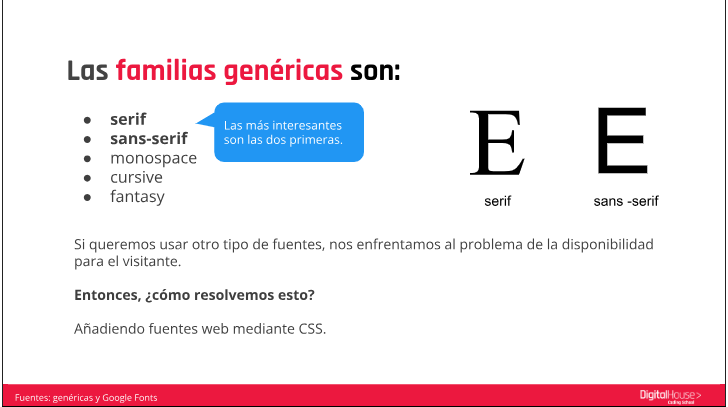 Las familias genéricas son:
● serif
● sans-serif
● monospace
● cursive
● fantasy
Las más interesantes
son las dos primeras.
E E
serif sans -serif
Si queremos usar otro tipo de fuentes, nos enfrentamos al problema de la disponibilidad
para el visitante.
Entonces, ¿cómo resolvemos esto?
Añadiendo fuentes web mediante CSS.
Fuentes: genéricas y Google Fonts
DigitalHouse>
Coding School